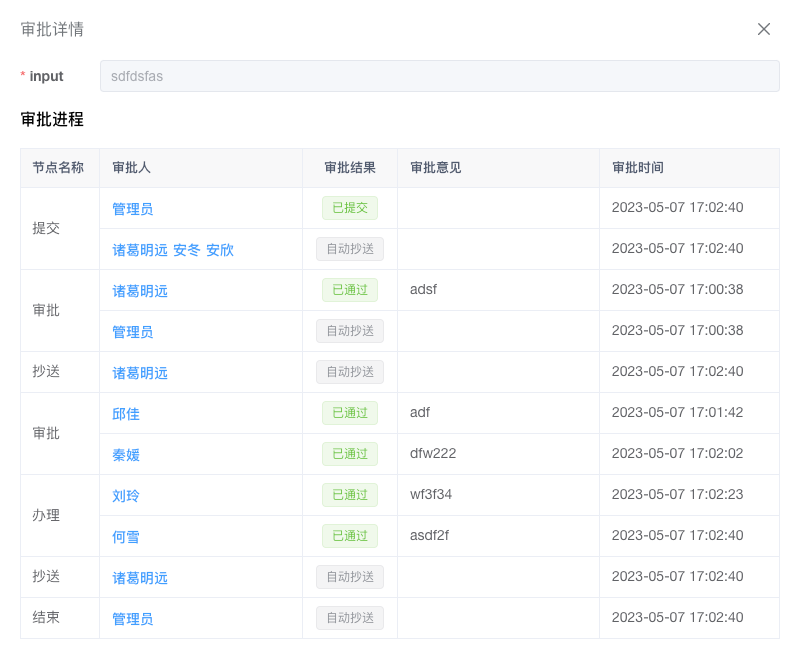 审批详情
* input sdfdsfas
审批进程
节点名称 审批人 审批结果 审批意见 审批时间
提交 管理员 已提交 2023-05-07 17:02:40
诸葛明远 安冬 安欣 自动抄送 2023-05-07 17:02:40
审批 诸葛明远 已通过 adsf 2023-05-07 17:00:38
管理员 自动抄送 2023-05-07 17:00:38
抄送 诸葛明远 自动抄送 2023-05-07 17:02:40
审批 邱佳 已通过 adf 2023-05-07 17:01:42
秦媛 已通过 dfw222 2023-05-07 17:02:02
办理 刘玲 已通过 wf3f34 2023-05-07 17:02:23
何雪 已通过 asdf2f 2023-05-07 17:02:40
抄送 诸葛明远 自动抄送 2023-05-07 17:02:40
结束 管理员 自动抄送 2023-05-07 17:02:40